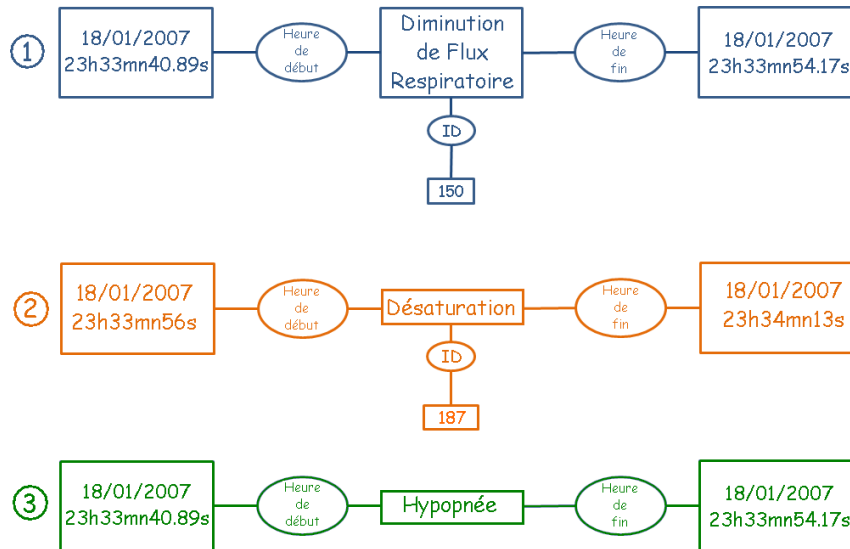 1
18/01/2007
23h33mn40.89s
Heure
de
début
Diminution
de Flux
Respiratoire
Heure
de
fin
18/01/2007
23h33mn54.17s
ID
150
2
18/01/2007
23h33mn56s
Heure
de
début
Désaturation
Heure
de
fin
18/01/2007
23h34mn13s
ID
187
3
18/01/2007
23h33mn40.89s
Heure
de
début
Hypopnée
Heure
de
fin
18/01/2007
23h33mn54.17s